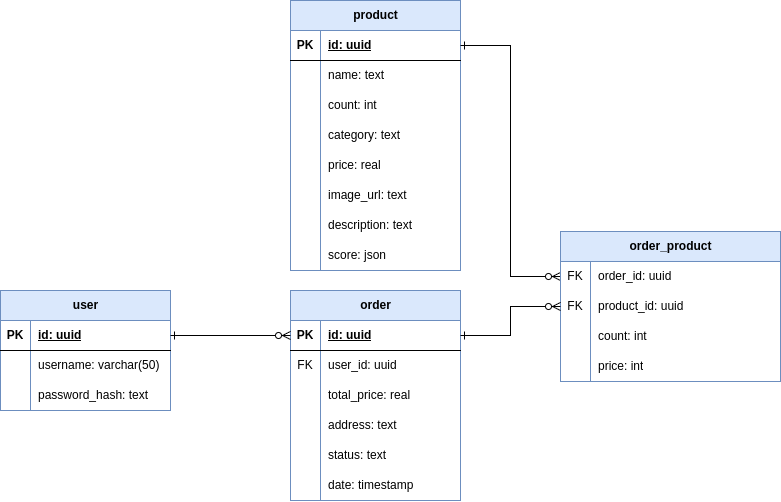 product
PK id: uuid
name: text
count: int
category: text
price: real
image_url: text
description: text
score: json
order_product
FK order_id: uuid
FK product_id: uuid
count: int
price: int
user
PK id: uuid
username: varchar(50)
password_hash: text
order
PK id: uuid
FK user_id: uuid
total_price: real
address: text
status: text
date: timestamp